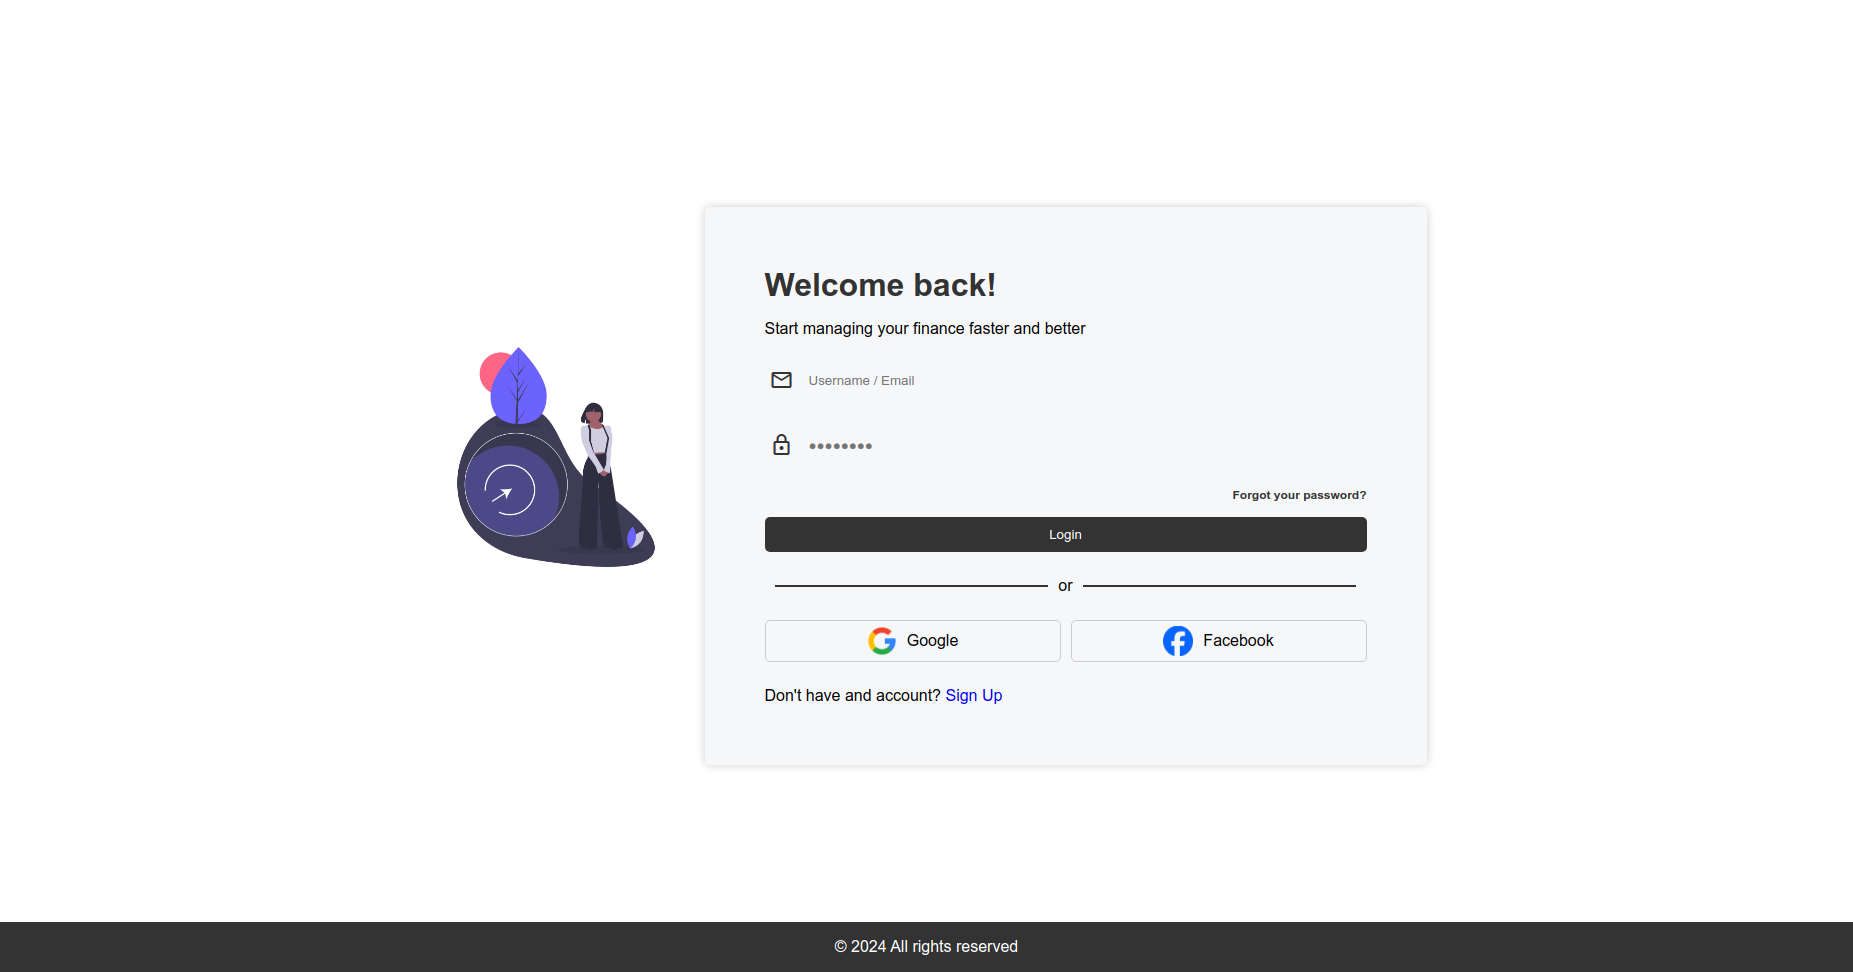 Welcome back!
Start managing your finance faster and better
Username / Email
••••••••
Forgot your password?
Login
or
Google
Facebook
Don't have and account? Sign Up
© 2024 All rights reserved